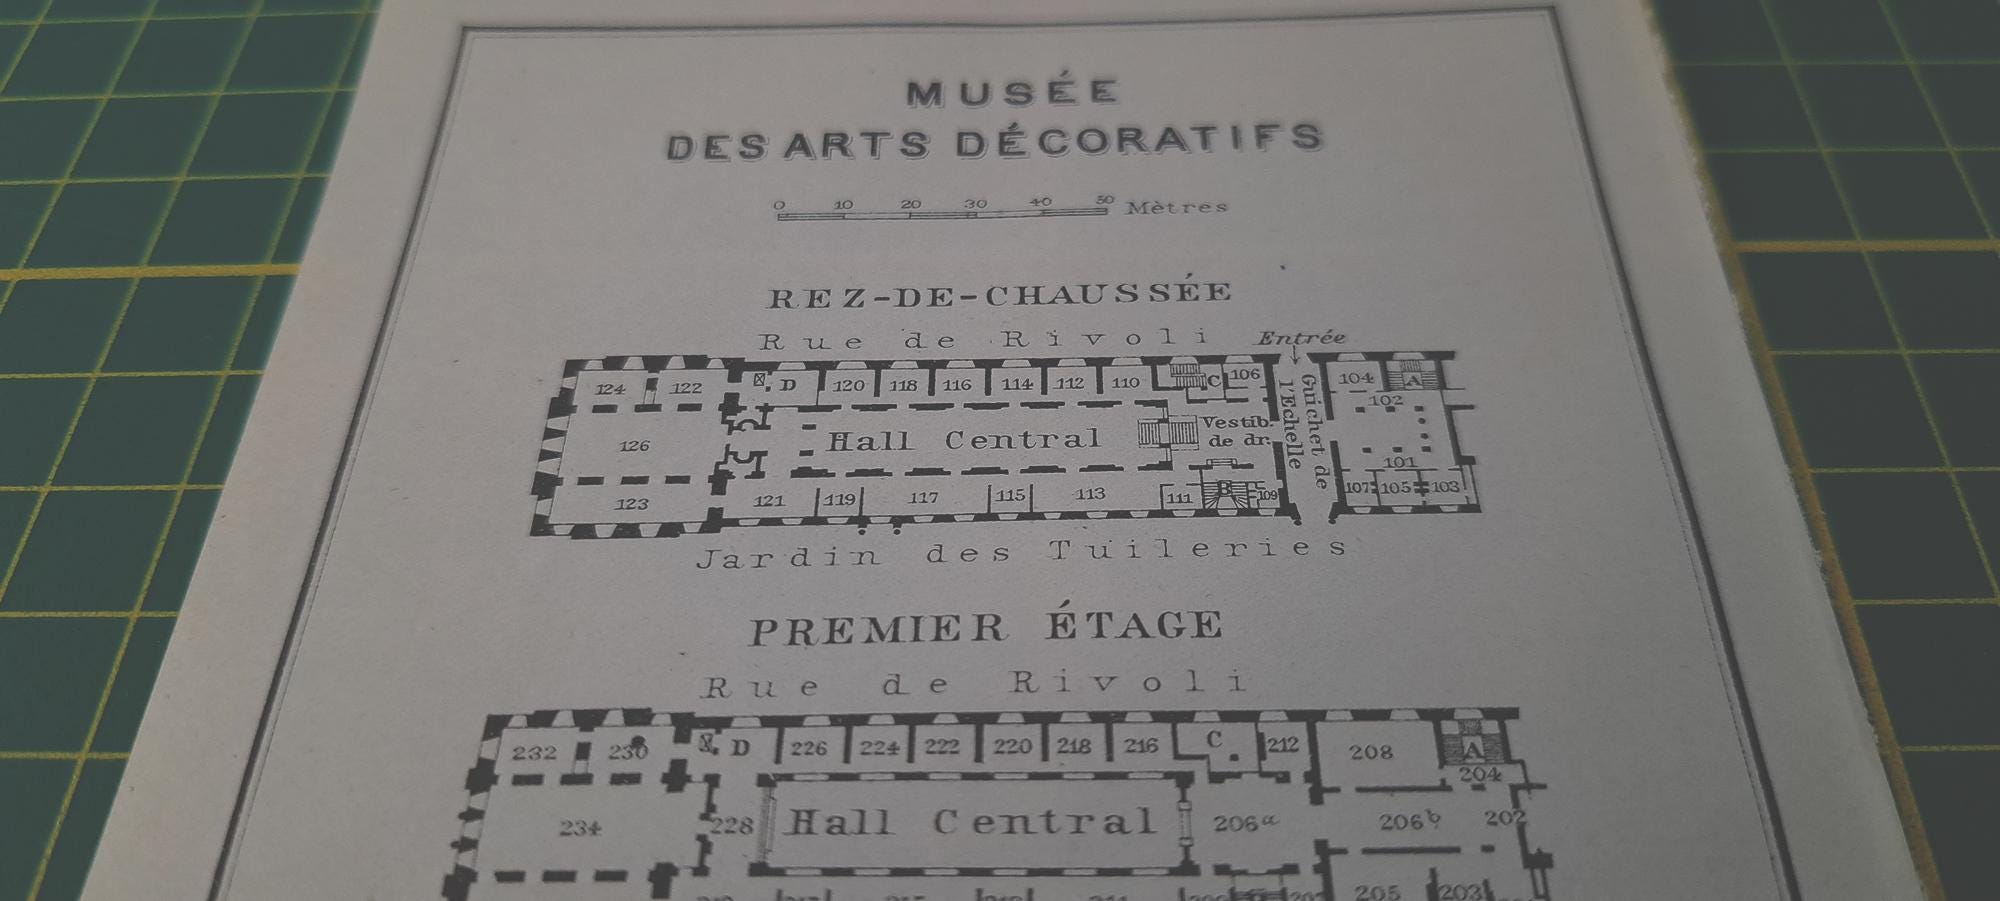 MUSÉE
DES ARTS DÉCORATIFS
0 10 20 30 40 50 Mètres
REZ-DE-CHAUSSÉE
Rue de Rivoli Entrée
124 122 D 120 118 116 114 112 110 C 106 104 A
102
126 Hall Central Vestib. de dr. Guichet de l'Echelle
101
123 121 119 117 115 113 111 B 109 107 105 103
Jardin des Tuileries
PREMIER ÉTAGE
Rue de Rivoli
232 230 D 226 224 222 220 218 216 C 212 208 A
204
234 228 Hall Central 206a 206b 202
205 203